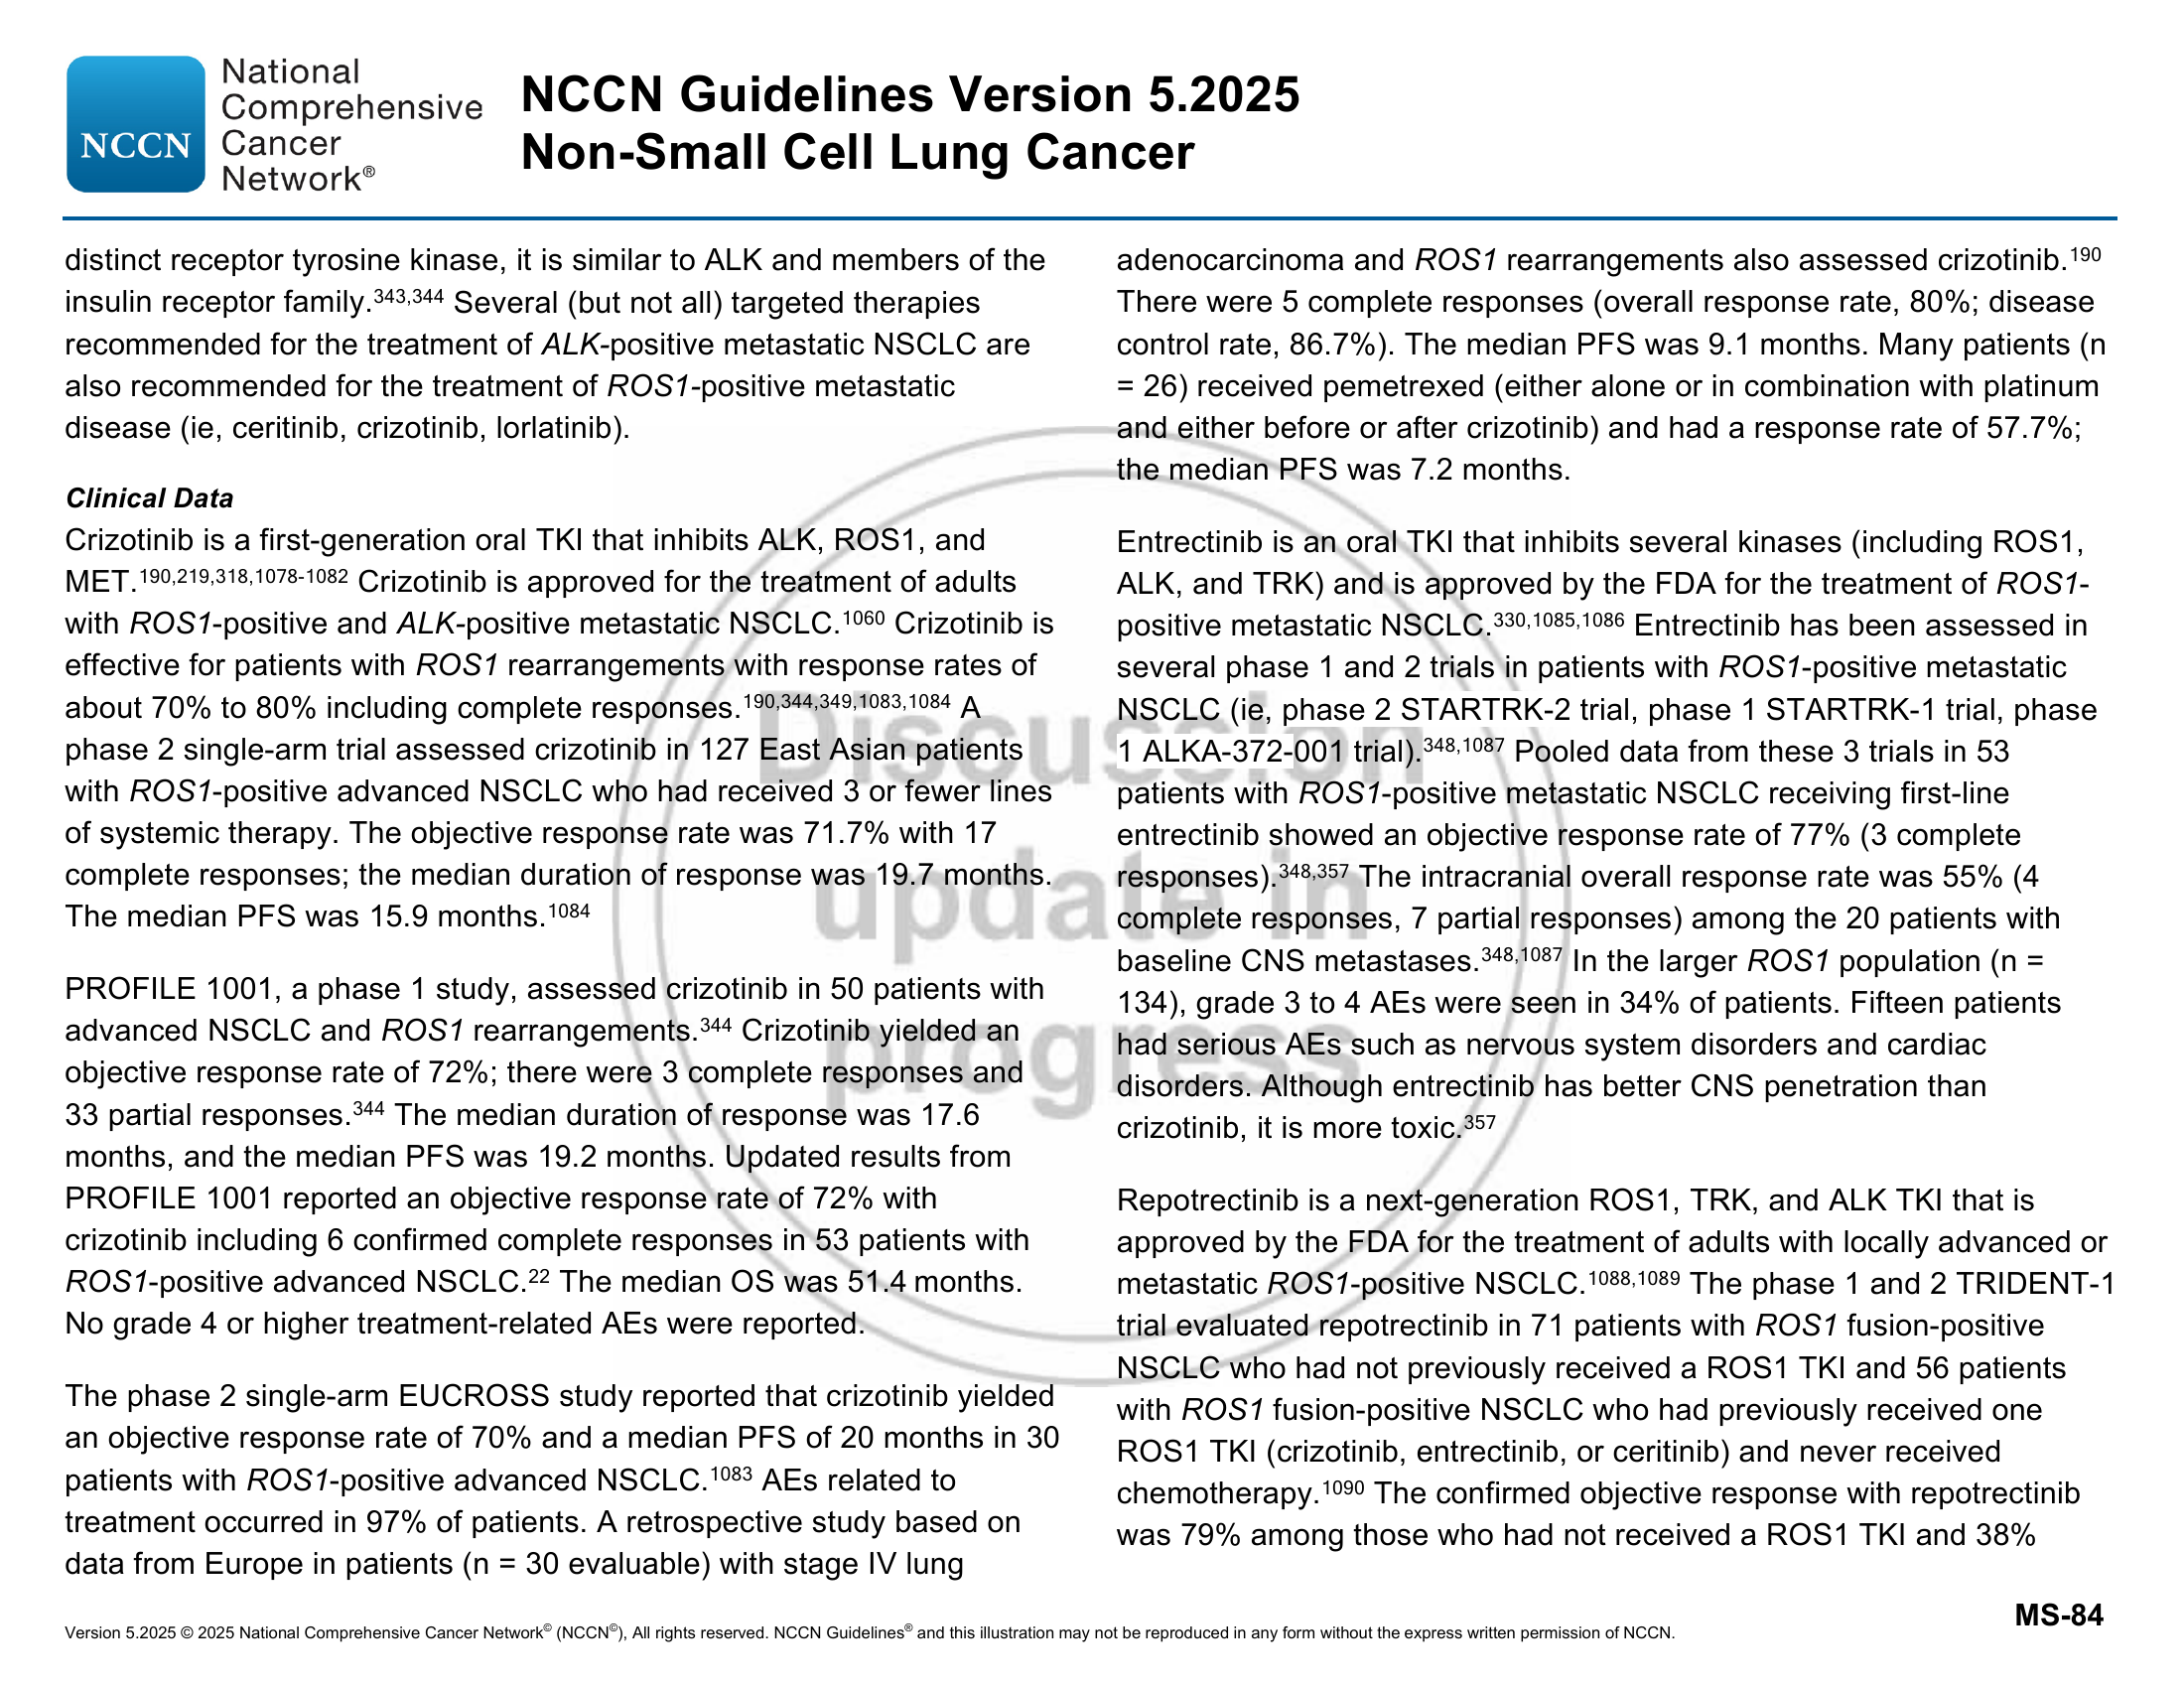 NCCN
National
Comprehensive
Cancer
Network®
NCCN Guidelines Version 5.2025
Non-Small Cell Lung Cancer
distinct receptor tyrosine kinase, it is similar to ALK and members of the
insulin receptor family.343,344 Several (but not all) targeted therapies
recommended for the treatment of ALK-positive metastatic NSCLC are
also recommended for the treatment of ROS1-positive metastatic
disease (ie, ceritinib, crizotinib, lorlatinib).
Clinical Data
Crizotinib is a first-generation oral TKI that inhibits ALK, ROS1, and
MET.190,219,318,1078-1082 Crizotinib is approved for the treatment of adults
with ROS1-positive and ALK-positive metastatic NSCLC.1060 Crizotinib is
effective for patients with ROS1 rearrangements with response rates of
about 70% to 80% including complete responses.190,344,349,1083,1084 A
phase 2 single-arm trial assessed crizotinib in 127 East Asian patients
with ROS1-positive advanced NSCLC who had received 3 or fewer lines
of systemic therapy. The objective response rate was 71.7% with 17
complete responses; the median duration of response was 19.7 months.
The median PFS was 15.9 months.1084
PROFILE 1001, a phase 1 study, assessed crizotinib in 50 patients with
advanced NSCLC and ROS1 rearrangements.344 Crizotinib yielded an
objective response rate of 72%; there were 3 complete responses and
33 partial responses.344 The median duration of response was 17.6
months, and the median PFS was 19.2 months. Updated results from
PROFILE 1001 reported an objective response rate of 72% with
crizotinib including 6 confirmed complete responses in 53 patients with
ROS1-positive advanced NSCLC.22 The median OS was 51.4 months.
No grade 4 or higher treatment-related AEs were reported.
The phase 2 single-arm EUCROSS study reported that crizotinib yielded
an objective response rate of 70% and a median PFS of 20 months in 30
patients with ROS1-positive advanced NSCLC.1083 AEs related to
treatment occurred in 97% of patients. A retrospective study based on
data from Europe in patients (n = 30 evaluable) with stage IV lung
adenocarcinoma and ROS1 rearrangements also assessed crizotinib.190
There were 5 complete responses (overall response rate, 80%; disease
control rate, 86.7%). The median PFS was 9.1 months. Many patients (n
= 26) received pemetrexed (either alone or in combination with platinum
and either before or after crizotinib) and had a response rate of 57.7%;
the median PFS was 7.2 months.
Entrectinib is an oral TKI that inhibits several kinases (including ROS1,
ALK, and TRK) and is approved by the FDA for the treatment of ROS1-
positive metastatic NSCLC.330,1085,1086 Entrectinib has been assessed in
several phase 1 and 2 trials in patients with ROS1-positive metastatic
NSCLC (ie, phase 2 STARTRK-2 trial, phase 1 STARTRK-1 trial, phase
1 ALKA-372-001 trial).348,1087 Pooled data from these 3 trials in 53
patients with ROS1-positive metastatic NSCLC receiving first-line
entrectinib showed an objective response rate of 77% (3 complete
responses).348,357 The intracranial overall response rate was 55% (4
complete responses, 7 partial responses) among the 20 patients with
baseline CNS metastases.348,1087 In the larger ROS1 population (n =
134), grade 3 to 4 AEs were seen in 34% of patients. Fifteen patients
had serious AEs such as nervous system disorders and cardiac
disorders. Although entrectinib has better CNS penetration than
crizotinib, it is more toxic.357
Repotrectinib is a next-generation ROS1, TRK, and ALK TKI that is
approved by the FDA for the treatment of adults with locally advanced or
metastatic ROS1-positive NSCLC.1088,1089 The phase 1 and 2 TRIDENT-1
trial evaluated repotrectinib in 71 patients with ROS1 fusion-positive
NSCLC who had not previously received a ROS1 TKI and 56 patients
with ROS1 fusion-positive NSCLC who had previously received one
ROS1 TKI (crizotinib, entrectinib, or ceritinib) and never received
chemotherapy.1090 The confirmed objective response with repotrectinib
was 79% among those who had not received a ROS1 TKI and 38%
Discussion
update in
progress
MS-84
Version 5.2025 © 2025 National Comprehensive Cancer Network© (NCCN©), All rights reserved. NCCN Guidelines® and this illustration may not be reproduced in any form without the express written permission of NCCN.